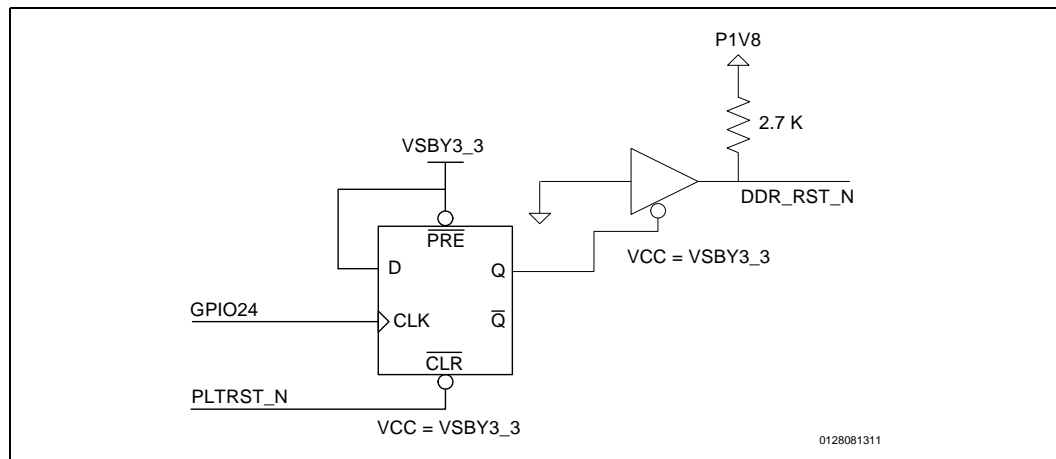 P1V8
2.7 K
VSBY3_3
DDR_RST_N
PRE
VCC = VSBY3_3
D
Q
GPIO24
CLK
Q
CLR
PLTRST_N
VCC = VSBY3_3
0128081311